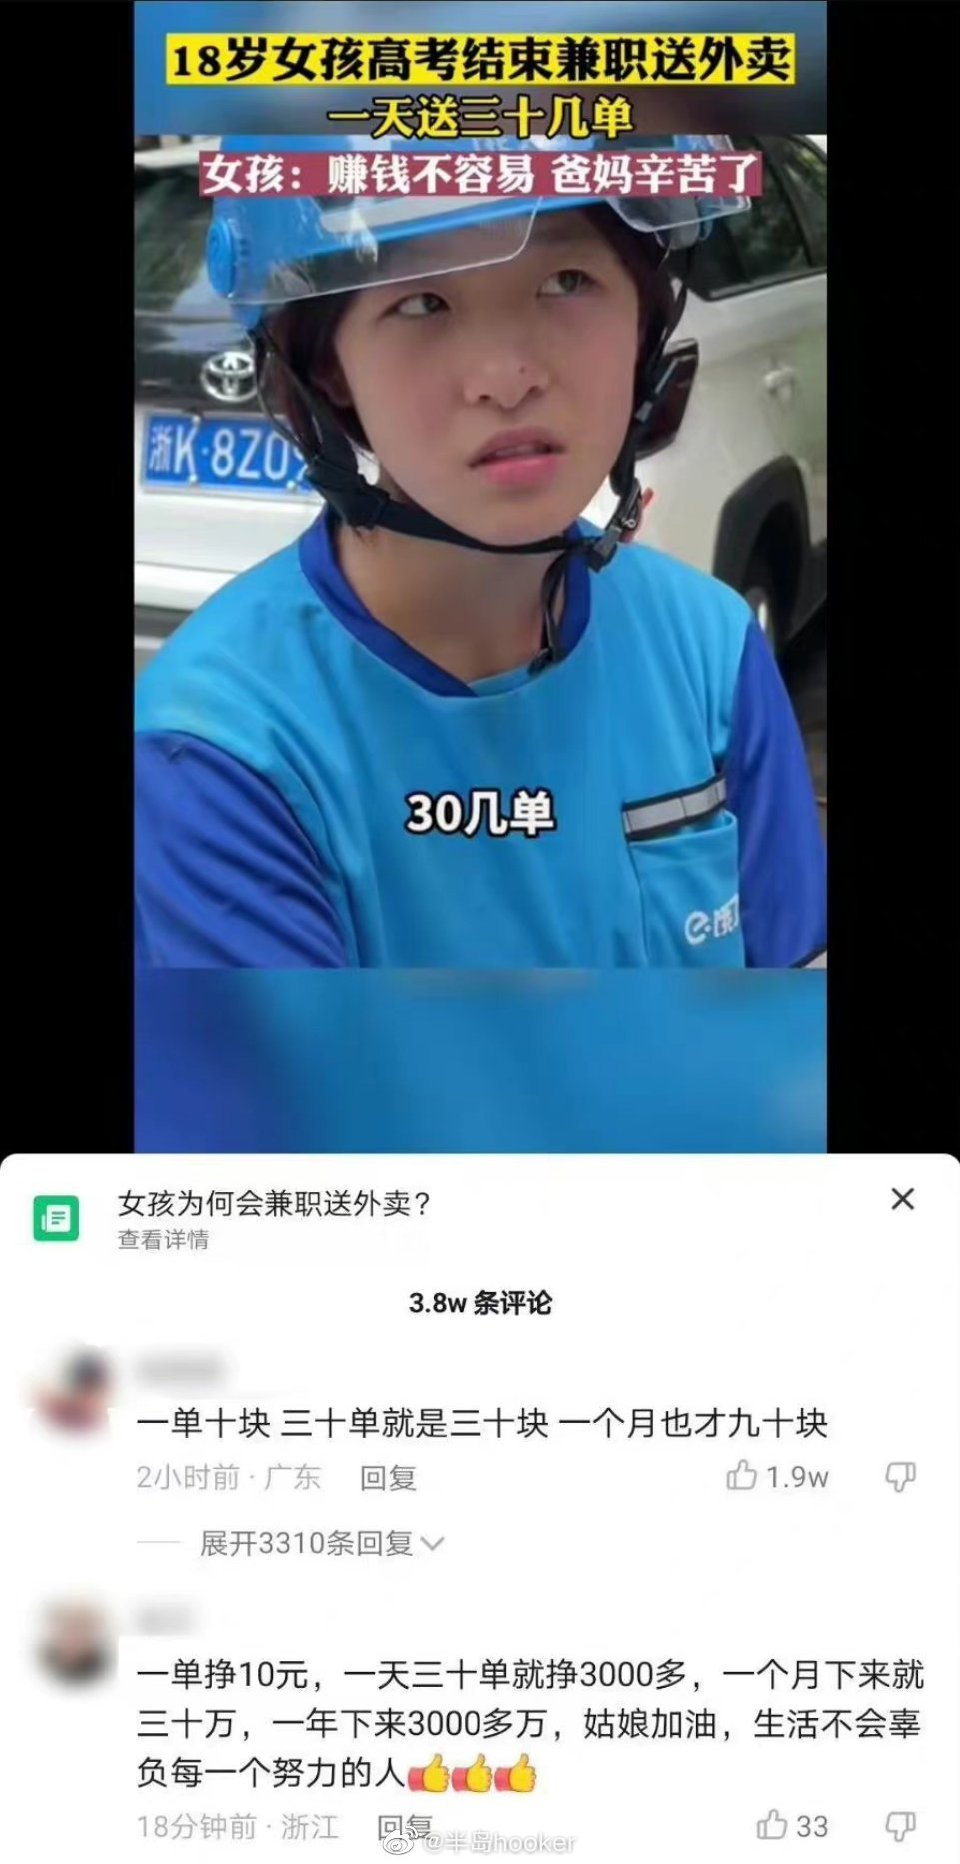 18岁女孩高考结束兼职送外卖
一天送三十几单
女孩：赚钱不容易 爸妈辛苦了
浙K·8Z0
30几单
女孩为何会兼职送外卖？
查看详情
3.8w 条评论
一单十块 三十单就是三十块 一个月也才九十块
2小时前 · 广东 回复
1.9w
展开3310条回复
一单挣10元，一天三十单就挣3000多，一个月下来就
三十万，一年下来3000多万，姑娘加油，生活不会辜
负每一个努力的人👍👍👍
18分钟前 · 浙江 回复
33
@半岛hooker